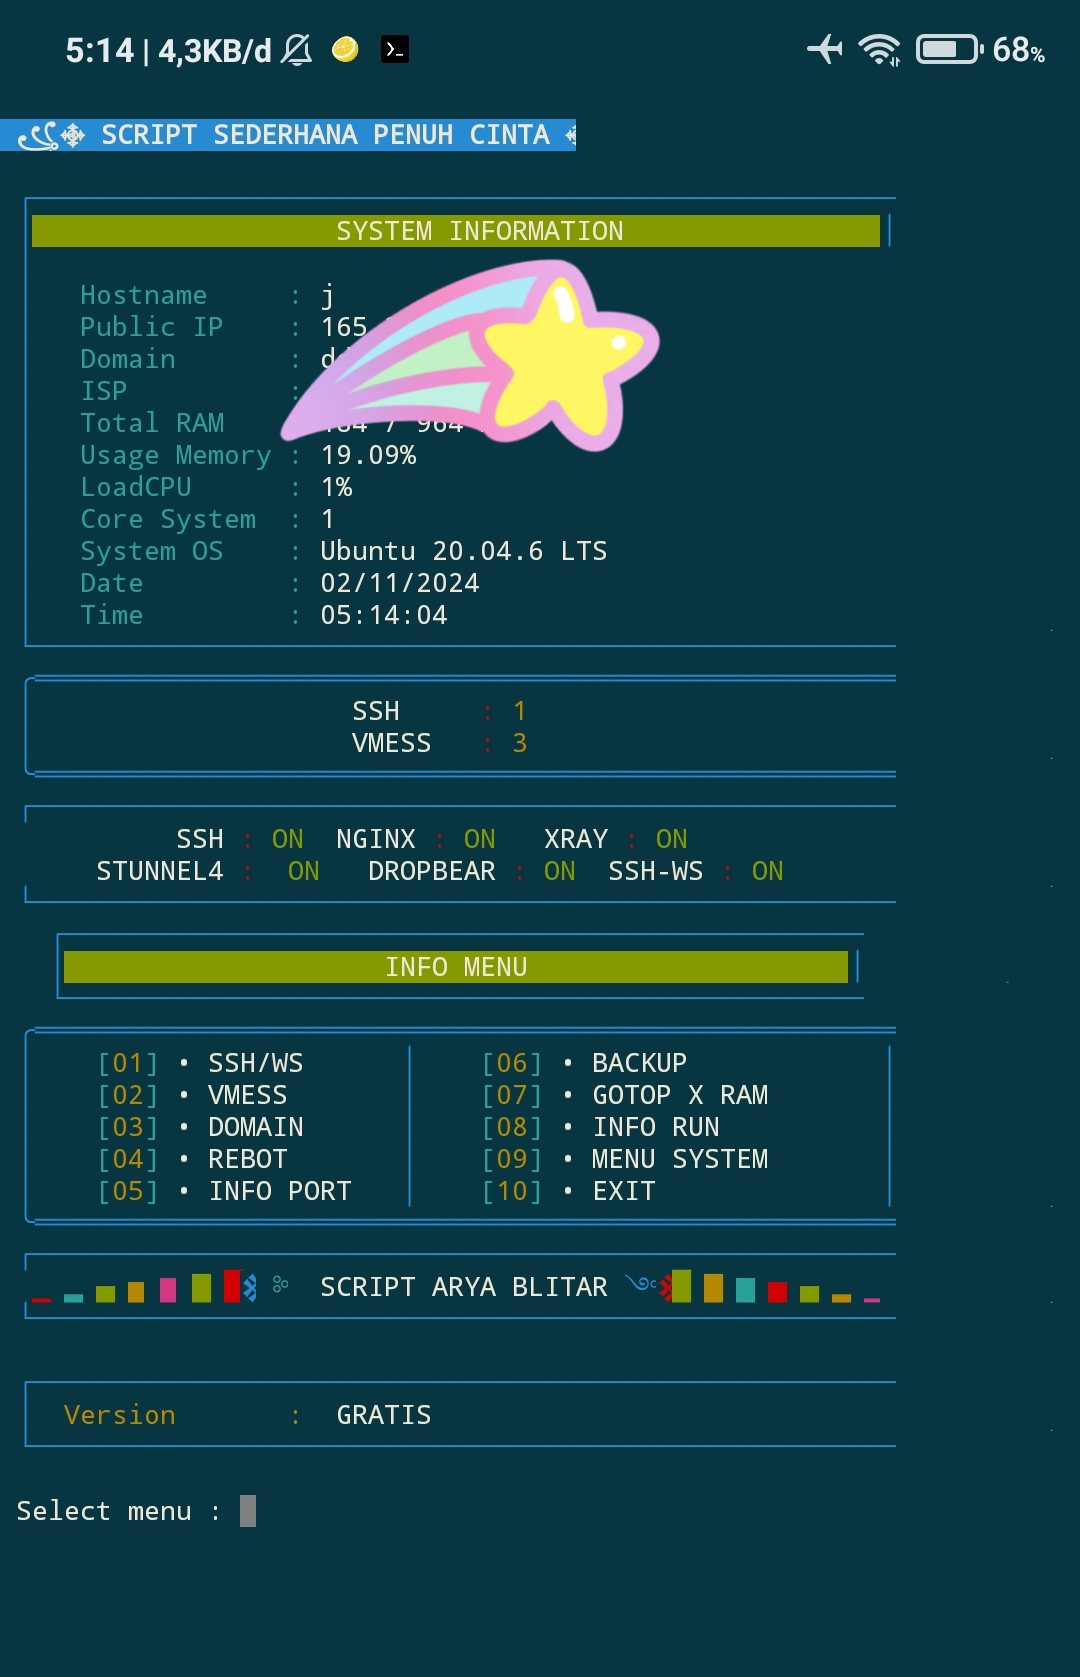 5:14 | 4,3KB/d 68%
SCRIPT SEDERHANA PENUH CINTA
SYSTEM INFORMATION
Hostname : j
Public IP : 165
Domain :
ISP :
Total RAM : / 964
Usage Memory : 19.09%
LoadCPU : 1%
Core System : 1
System OS : Ubuntu 20.04.6 LTS
Date : 02/11/2024
Time : 05:14:04
SSH : 1
VMESS : 3
SSH : ON NGINX : ON XRAY : ON
STUNNEL4 : ON DROPBEAR : ON SSH-WS : ON
INFO MENU
[01] • SSH/WS [06] • BACKUP
[02] • VMESS [07] • GOTOP X RAM
[03] • DOMAIN [08] • INFO RUN
[04] • REBOT [09] • MENU SYSTEM
[05] • INFO PORT [10] • EXIT
SCRIPT ARYA BLITAR
Version : GRATIS
Select menu :